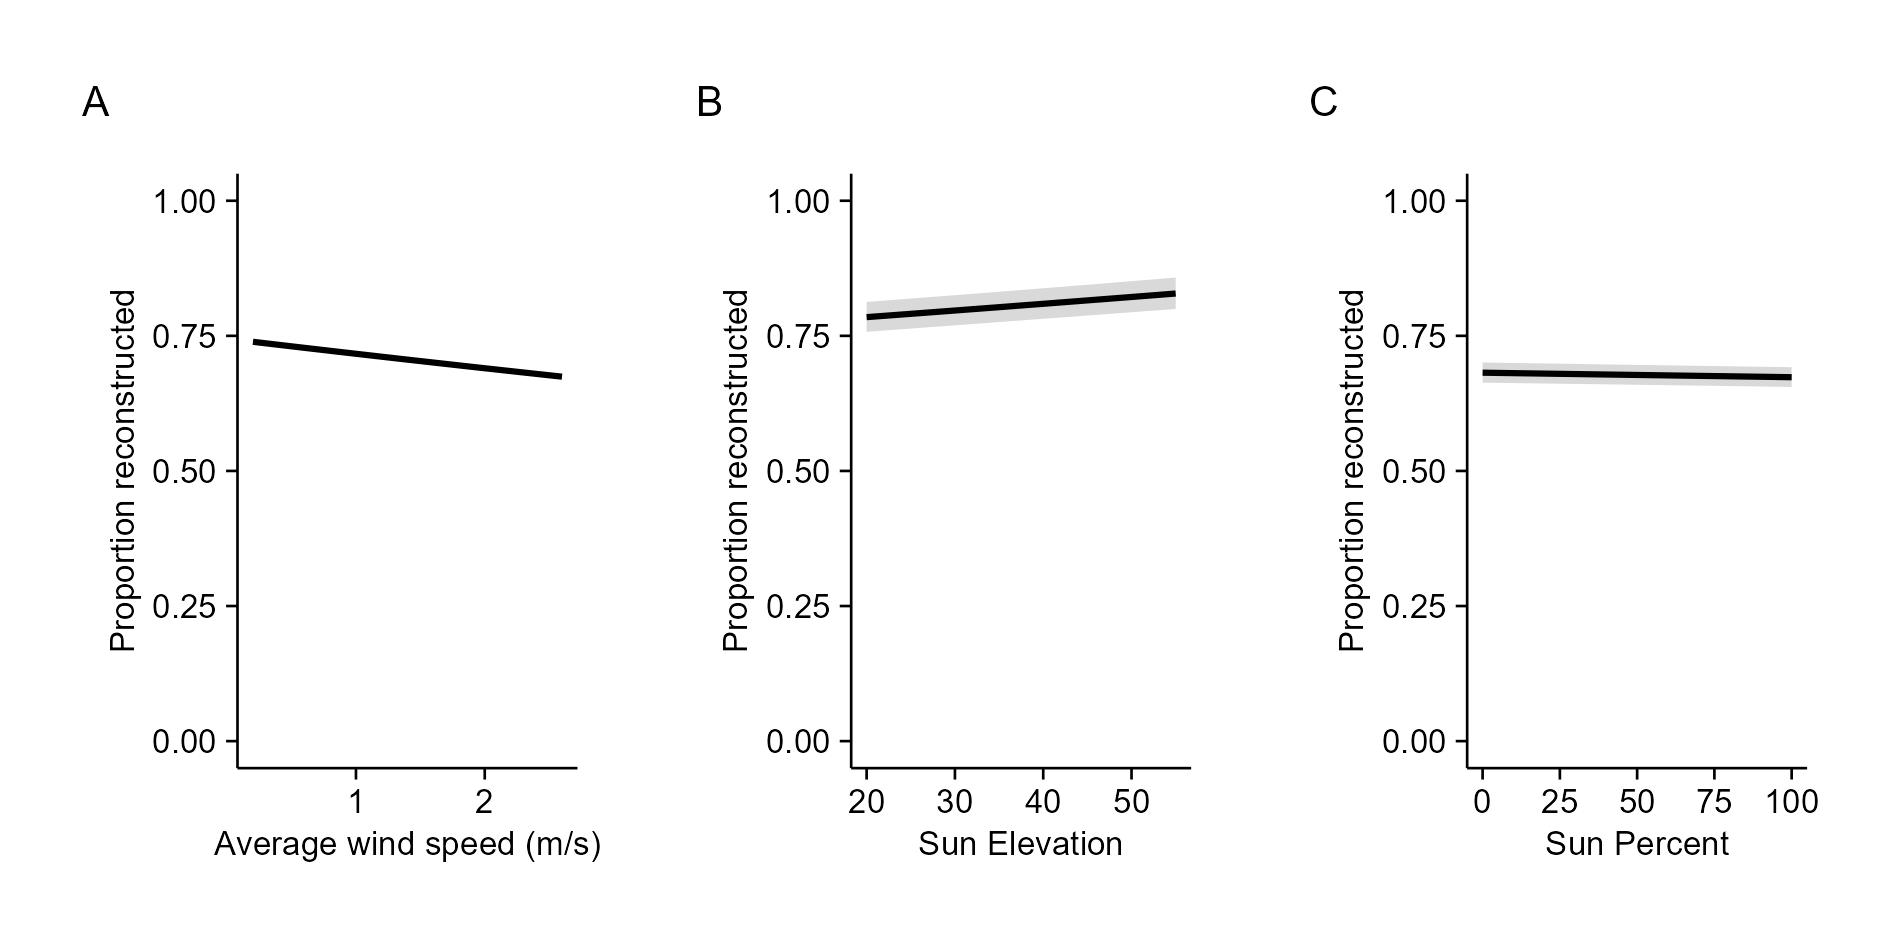 A
1.00
0.75
0.50
0.25
0.00
Proportion reconstructed
1 2
Average wind speed (m/s)
B
1.00
0.75
0.50
0.25
0.00
Proportion reconstructed
20 30 40 50
Sun Elevation
C
1.00
0.75
0.50
0.25
0.00
Proportion reconstructed
0 25 50 75 100
Sun Percent